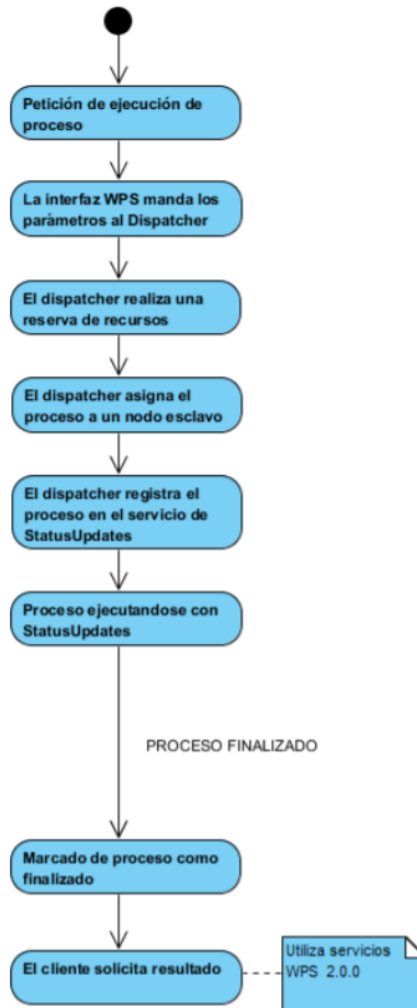 Petición de ejecución de
proceso
La interfaz WPS manda los
parámetros al Dispatcher
El dispatcher realiza una
reserva de recursos
El dispatcher asigna el
proceso a un nodo esclavo
El dispatcher registra el
proceso en el servicio de
StatusUpdates
Proceso ejecutandose con
StatusUpdates
PROCESO FINALIZADO
Marcado de proceso como
finalizado
El cliente solicita resultado
Utiliza servicios
WPS 2.0.0